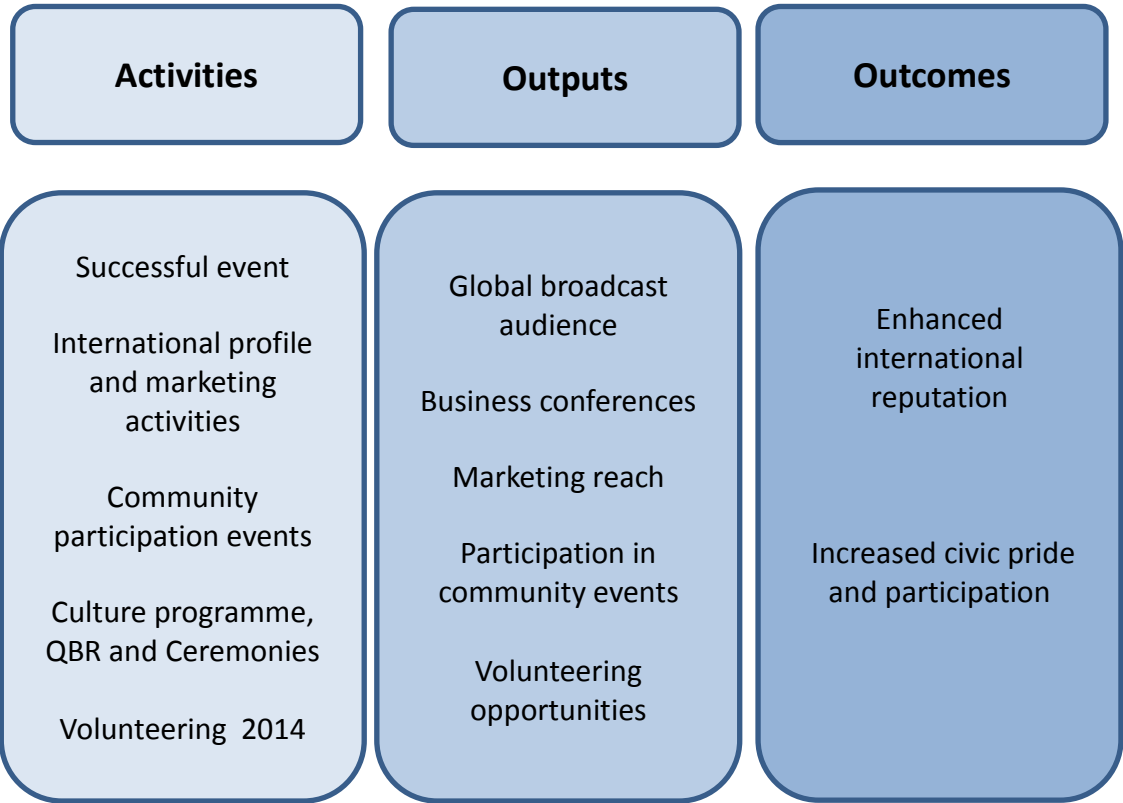 Activities
Outputs
Outcomes
Successful event
International profile
and marketing
activities
Community
participation events
Culture programme,
QBR and Ceremonies
Volunteering 2014
Global broadcast
audience
Business conferences
Marketing reach
Participation in
community events
Volunteering
opportunities
Enhanced
international
reputation
Increased civic pride
and participation